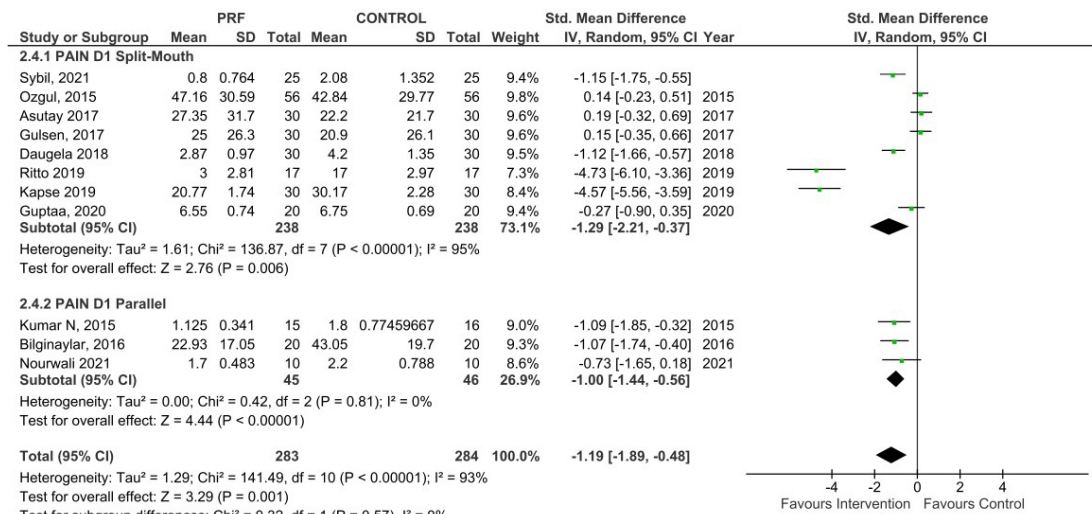 PRF CONTROL Std. Mean Difference Std. Mean Difference
Study or Subgroup Mean SD Total Mean SD Total Weight IV, Random, 95% CI Year IV, Random, 95% CI
2.4.1 PAIN D1 Split-Mouth
Sybil, 2021 0.8 0.764 25 2.08 1.352 25 9.4% -1.15 [-1.75, -0.55]
Ozgul, 2015 47.16 30.59 56 42.84 29.77 56 9.8% 0.14 [-0.23, 0.51] 2015
Asutay 2017 27.35 31.7 30 22.2 21.7 30 9.6% 0.19 [-0.32, 0.69] 2017
Gulsen, 2017 25 26.3 30 20.9 26.1 30 9.6% 0.15 [-0.35, 0.66] 2017
Daugela 2018 2.87 0.97 30 4.2 1.35 30 9.5% -1.12 [-1.66, -0.57] 2018
Ritto 2019 3 2.81 17 17 2.97 17 7.3% -4.73 [-6.10, -3.36] 2019
Kapse 2019 20.77 1.74 30 30.17 2.28 30 8.4% -4.57 [-5.56, -3.59] 2019
Guptaa, 2020 6.55 0.74 20 6.75 0.69 20 9.4% -0.27 [-0.90, 0.35] 2020
Subtotal (95% CI) 238 238 73.1% -1.29 [-2.21, -0.37]
Heterogeneity: Tau² = 1.61; Chi² = 136.87, df = 7 (P < 0.00001); I² = 95%
Test for overall effect: Z = 2.76 (P = 0.006)
2.4.2 PAIN D1 Parallel
Kumar N, 2015 1.125 0.341 15 1.8 0.77459667 16 9.0% -1.09 [-1.85, -0.32] 2015
Bilginaylar, 2016 22.93 17.05 20 43.05 19.7 20 9.3% -1.07 [-1.74, -0.40] 2016
Nourwali 2021 1.7 0.483 10 2.2 0.788 10 8.6% -0.73 [-1.65, 0.18] 2021
Subtotal (95% CI) 45 46 26.9% -1.00 [-1.44, -0.56]
Heterogeneity: Tau² = 0.00; Chi² = 0.42, df = 2 (P = 0.81); I² = 0%
Test for overall effect: Z = 4.44 (P < 0.00001)
Total (95% CI) 283 284 100.0% -1.19 [-1.89, -0.48]
Heterogeneity: Tau² = 1.29; Chi² = 141.49, df = 10 (P < 0.00001); I² = 93%
-4 -2 0 2 4
Test for overall effect: Z = 3.29 (P = 0.001)
Favours Intervention Favours Control
Test for subgroup differences: Chi² = 0.32, df = 1 (P = 0.57), I² = 0%